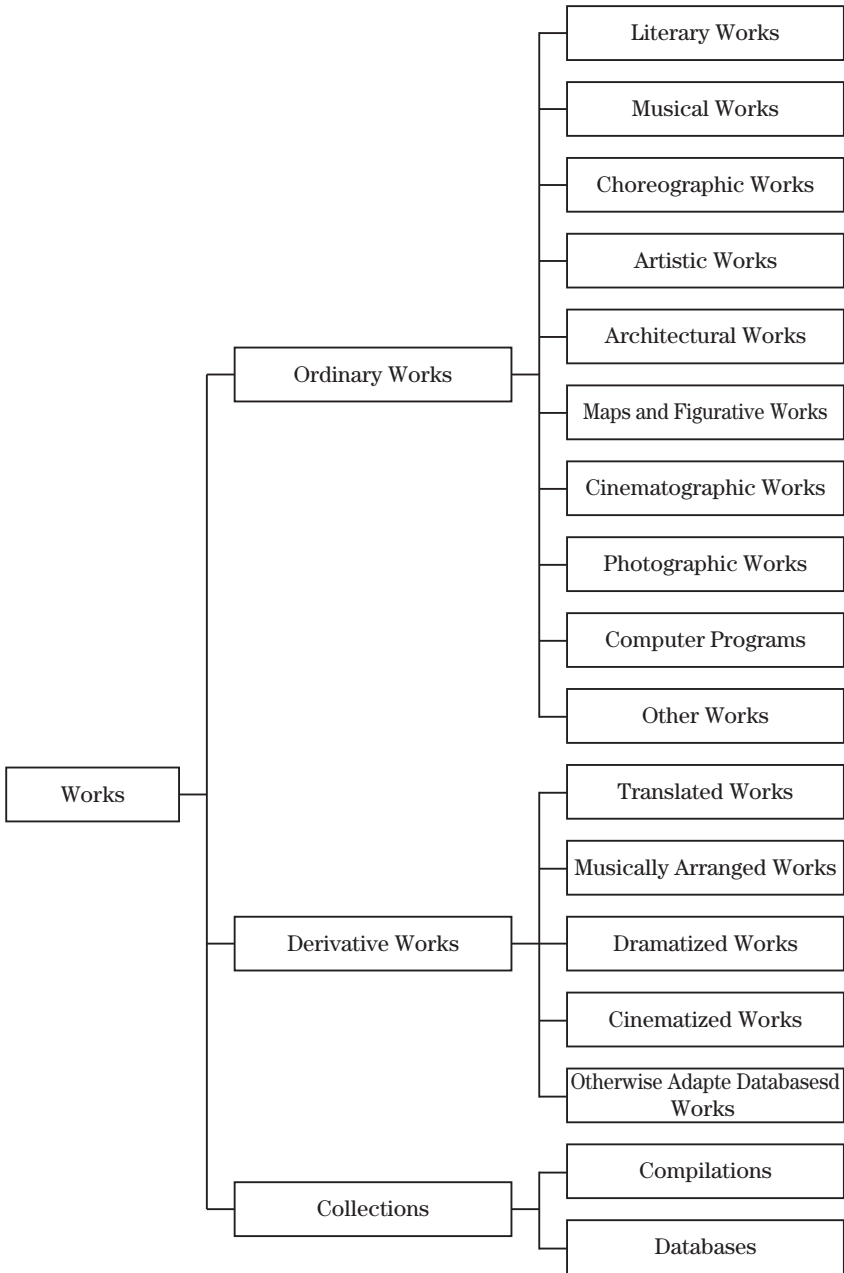 Literary Works
Musical Works
Choreographic Works
Artistic Works
Architectural Works
Ordinary Works
Maps and Figurative Works
Cinematographic Works
Photographic Works
Computer Programs
Other Works
Works
Translated Works
Musically Arranged Works
Derivative Works
Dramatized Works
Cinematized Works
Otherwise Adapte Databasesd
Works
Compilations
Collections
Databases